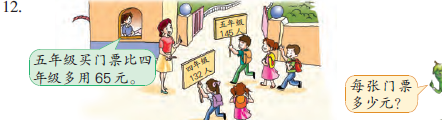 12.
五年级
145人
五年级买门票比四
年级多用65元。
四年级
132人
每张门票
多少元？